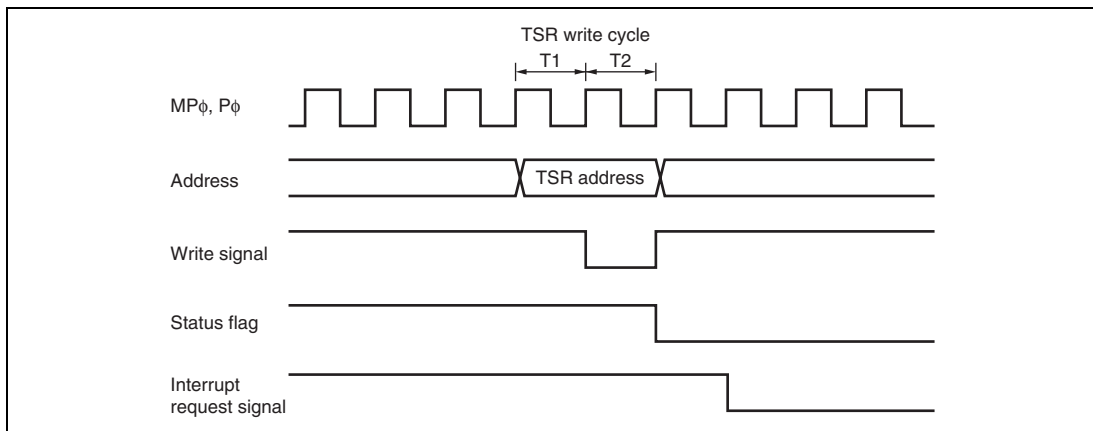 TSR write cycle
T1 T2
MPϕ, Pϕ
Address
TSR address
Write signal
Status flag
Interrupt
request signal